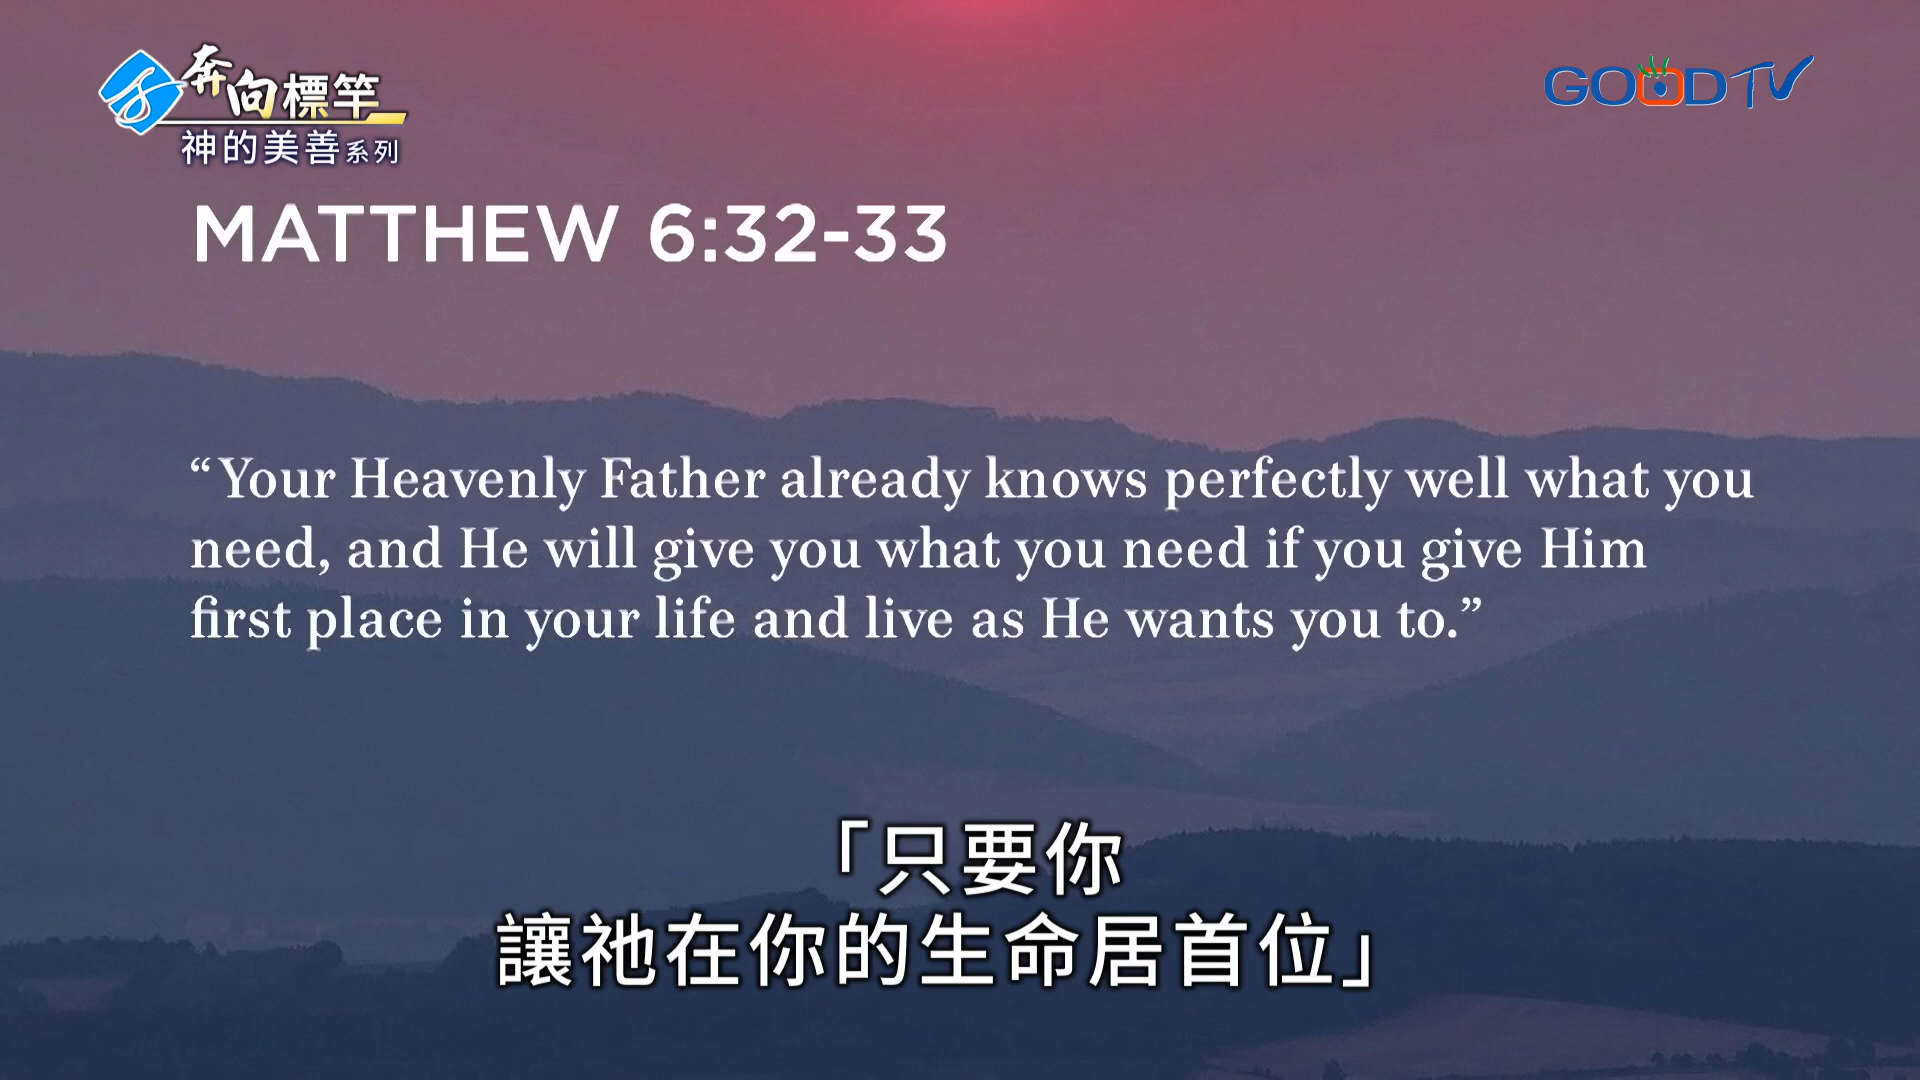 奔向標竿
神的美善系列
GOOD TV
MATTHEW 6:32-33
“Your Heavenly Father already knows perfectly well what you
need, and He will give you what you need if you give Him
first place in your life and live as He wants you to.”
「只要你
讓祂在你的生命居首位」